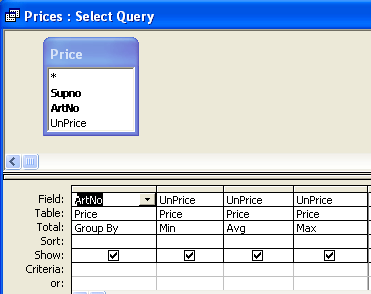 Prices : Select Query
Price
*
Supno
ArtNo
UnPrice
Field: ArtNo UnPrice UnPrice UnPrice
Table: Price Price Price Price
Total: Group By Min Avg Max
Sort:
Show:
Criteria:
or: